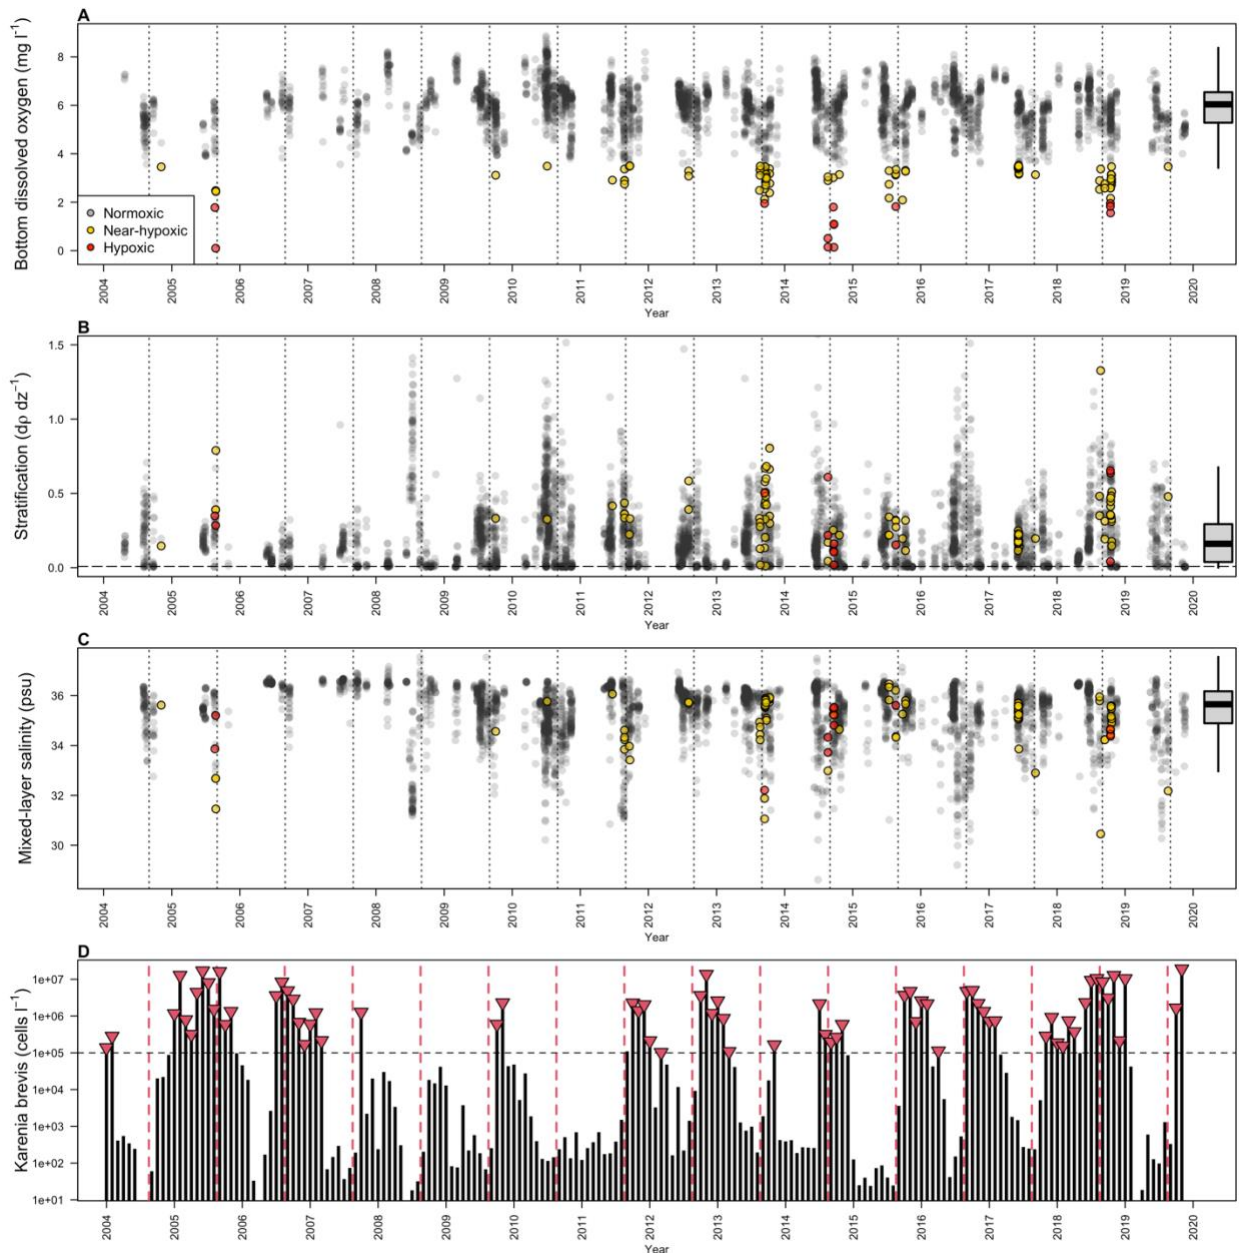 A
Bottom dissolved oxygen (mg l⁻¹)
8
6
4
2
0
Normoxic
Near-hypoxic
Hypoxic
2004 2005 2006 2007 2008 2009 2010 2011 2012 2013 2014 2015 2016 2017 2018 2019 2020
Year
B
Stratification (dρ dz⁻¹)
1.5
1.0
0.5
0.0
2004 2005 2006 2007 2008 2009 2010 2011 2012 2013 2014 2015 2016 2017 2018 2019 2020
Year
C
Mixed-layer salinity (psu)
36
34
32
30
2004 2005 2006 2007 2008 2009 2010 2011 2012 2013 2014 2015 2016 2017 2018 2019 2020
Year
D
Karenia brevis (cells l⁻¹)
1e+07
1e+06
1e+05
1e+04
1e+03
1e+02
1e+01
2004 2005 2006 2007 2008 2009 2010 2011 2012 2013 2014 2015 2016 2017 2018 2019 2020
Year